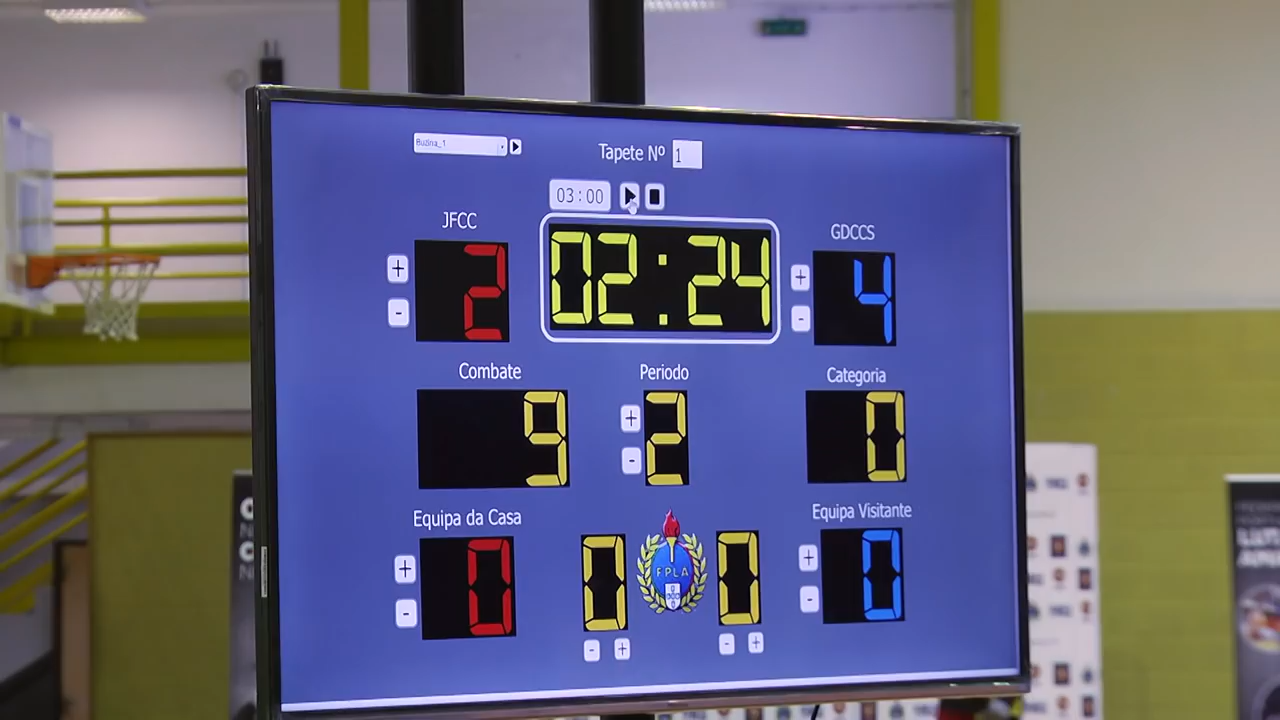 Buzina_1
Tapete Nº 1
03:00
JFCC
02:24
GDCCS
+
2
-
+
4
-
Combate
Periodo
Categoria
9
+
2
-
0
Equipa da Casa
Equipa Visitante
+
0
-
0
FPLA
0
+
0
-
- +
- +